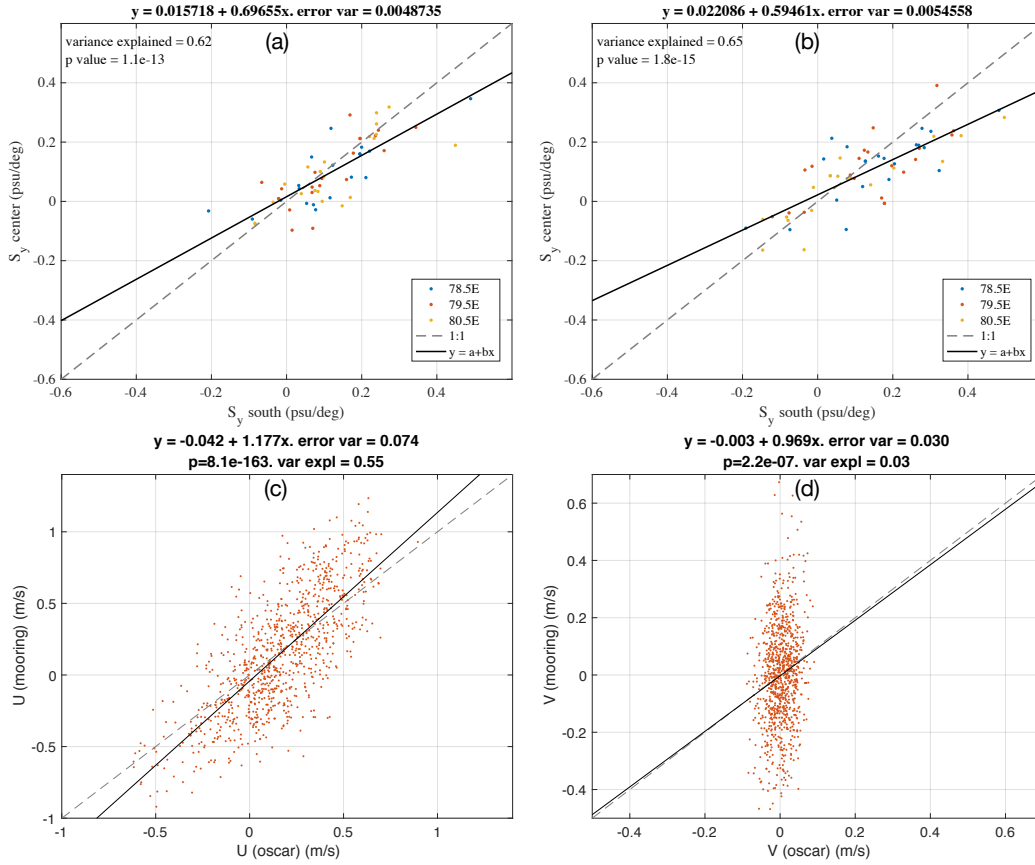 y = 0.015718 + 0.69655x. error var = 0.0048735
(a)
variance explained = 0.62
p value = 1.1e-13
0.4
0.2
0
-0.2
-0.4
-0.6
S_y center (psu/deg)
78.5E
79.5E
80.5E
1:1
y = a+bx
-0.6 -0.4 -0.2 0 0.2 0.4
S_y south (psu/deg)
y = 0.022086 + 0.59461x. error var = 0.0054558
(b)
variance explained = 0.65
p value = 1.8e-15
0.4
0.2
0
-0.2
-0.4
-0.6
S_y center (psu/deg)
78.5E
79.5E
80.5E
1:1
y = a+bx
-0.6 -0.4 -0.2 0 0.2 0.4
S_y south (psu/deg)
y = -0.042 + 1.177x. error var = 0.074
p=8.1e-163. var expl = 0.55
(c)
1
0.5
0
-0.5
-1
U (mooring) (m/s)
-1 -0.5 0 0.5 1
U (oscar) (m/s)
y = -0.003 + 0.969x. error var = 0.030
p=2.2e-07. var expl = 0.03
(d)
0.6
0.4
0.2
0
-0.2
-0.4
V (mooring) (m/s)
-0.4 -0.2 0 0.2 0.4 0.6
V (oscar) (m/s)